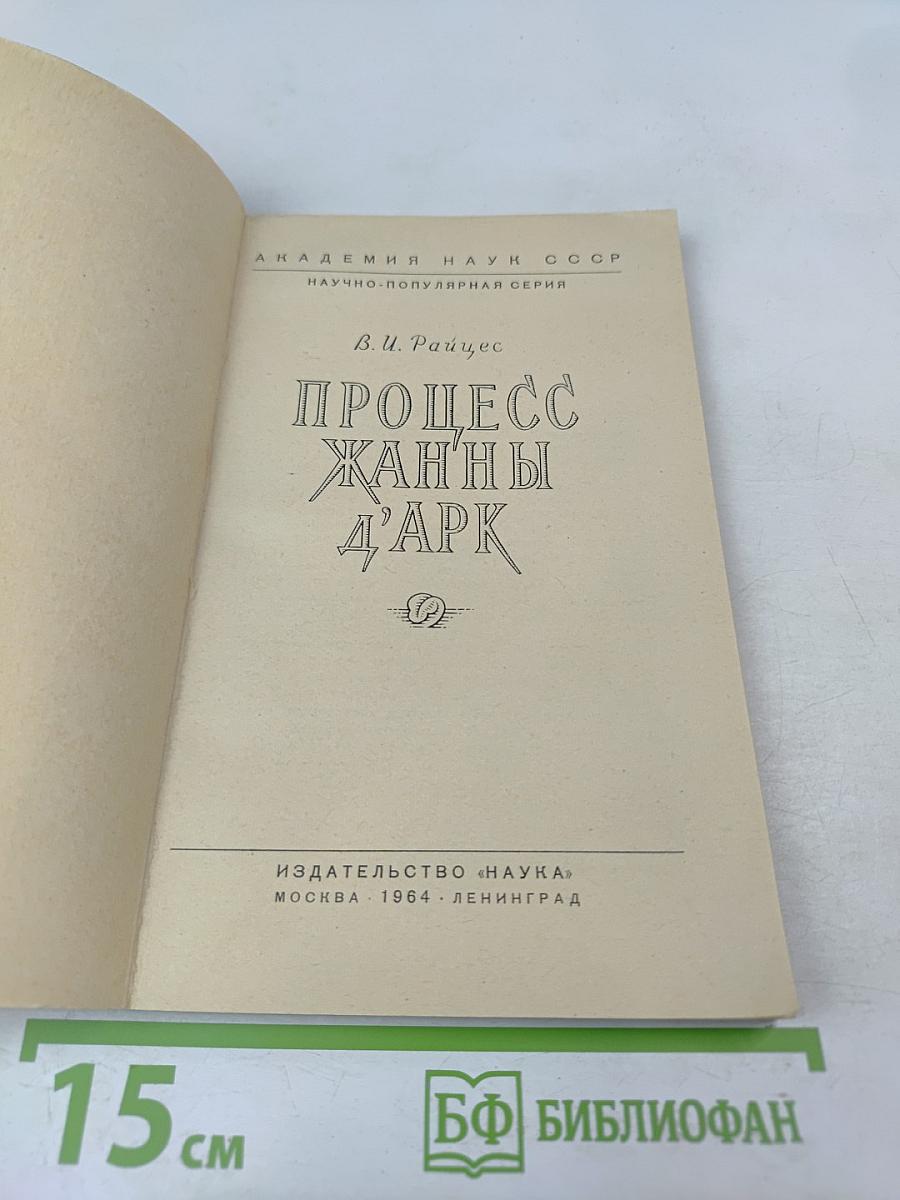 АКАДЕМИЯ НАУК СССР
НАУЧНО-ПОПУЛЯРНАЯ СЕРИЯ
В. И. Райцес
ПРОЦЕСС
ЖАННЫ
Д'АРК
ИЗДАТЕЛЬСТВО «НАУКА»
МОСКВА · 1964 · ЛЕНИНГРАД
15 см
БФ БИБЛИОФАН